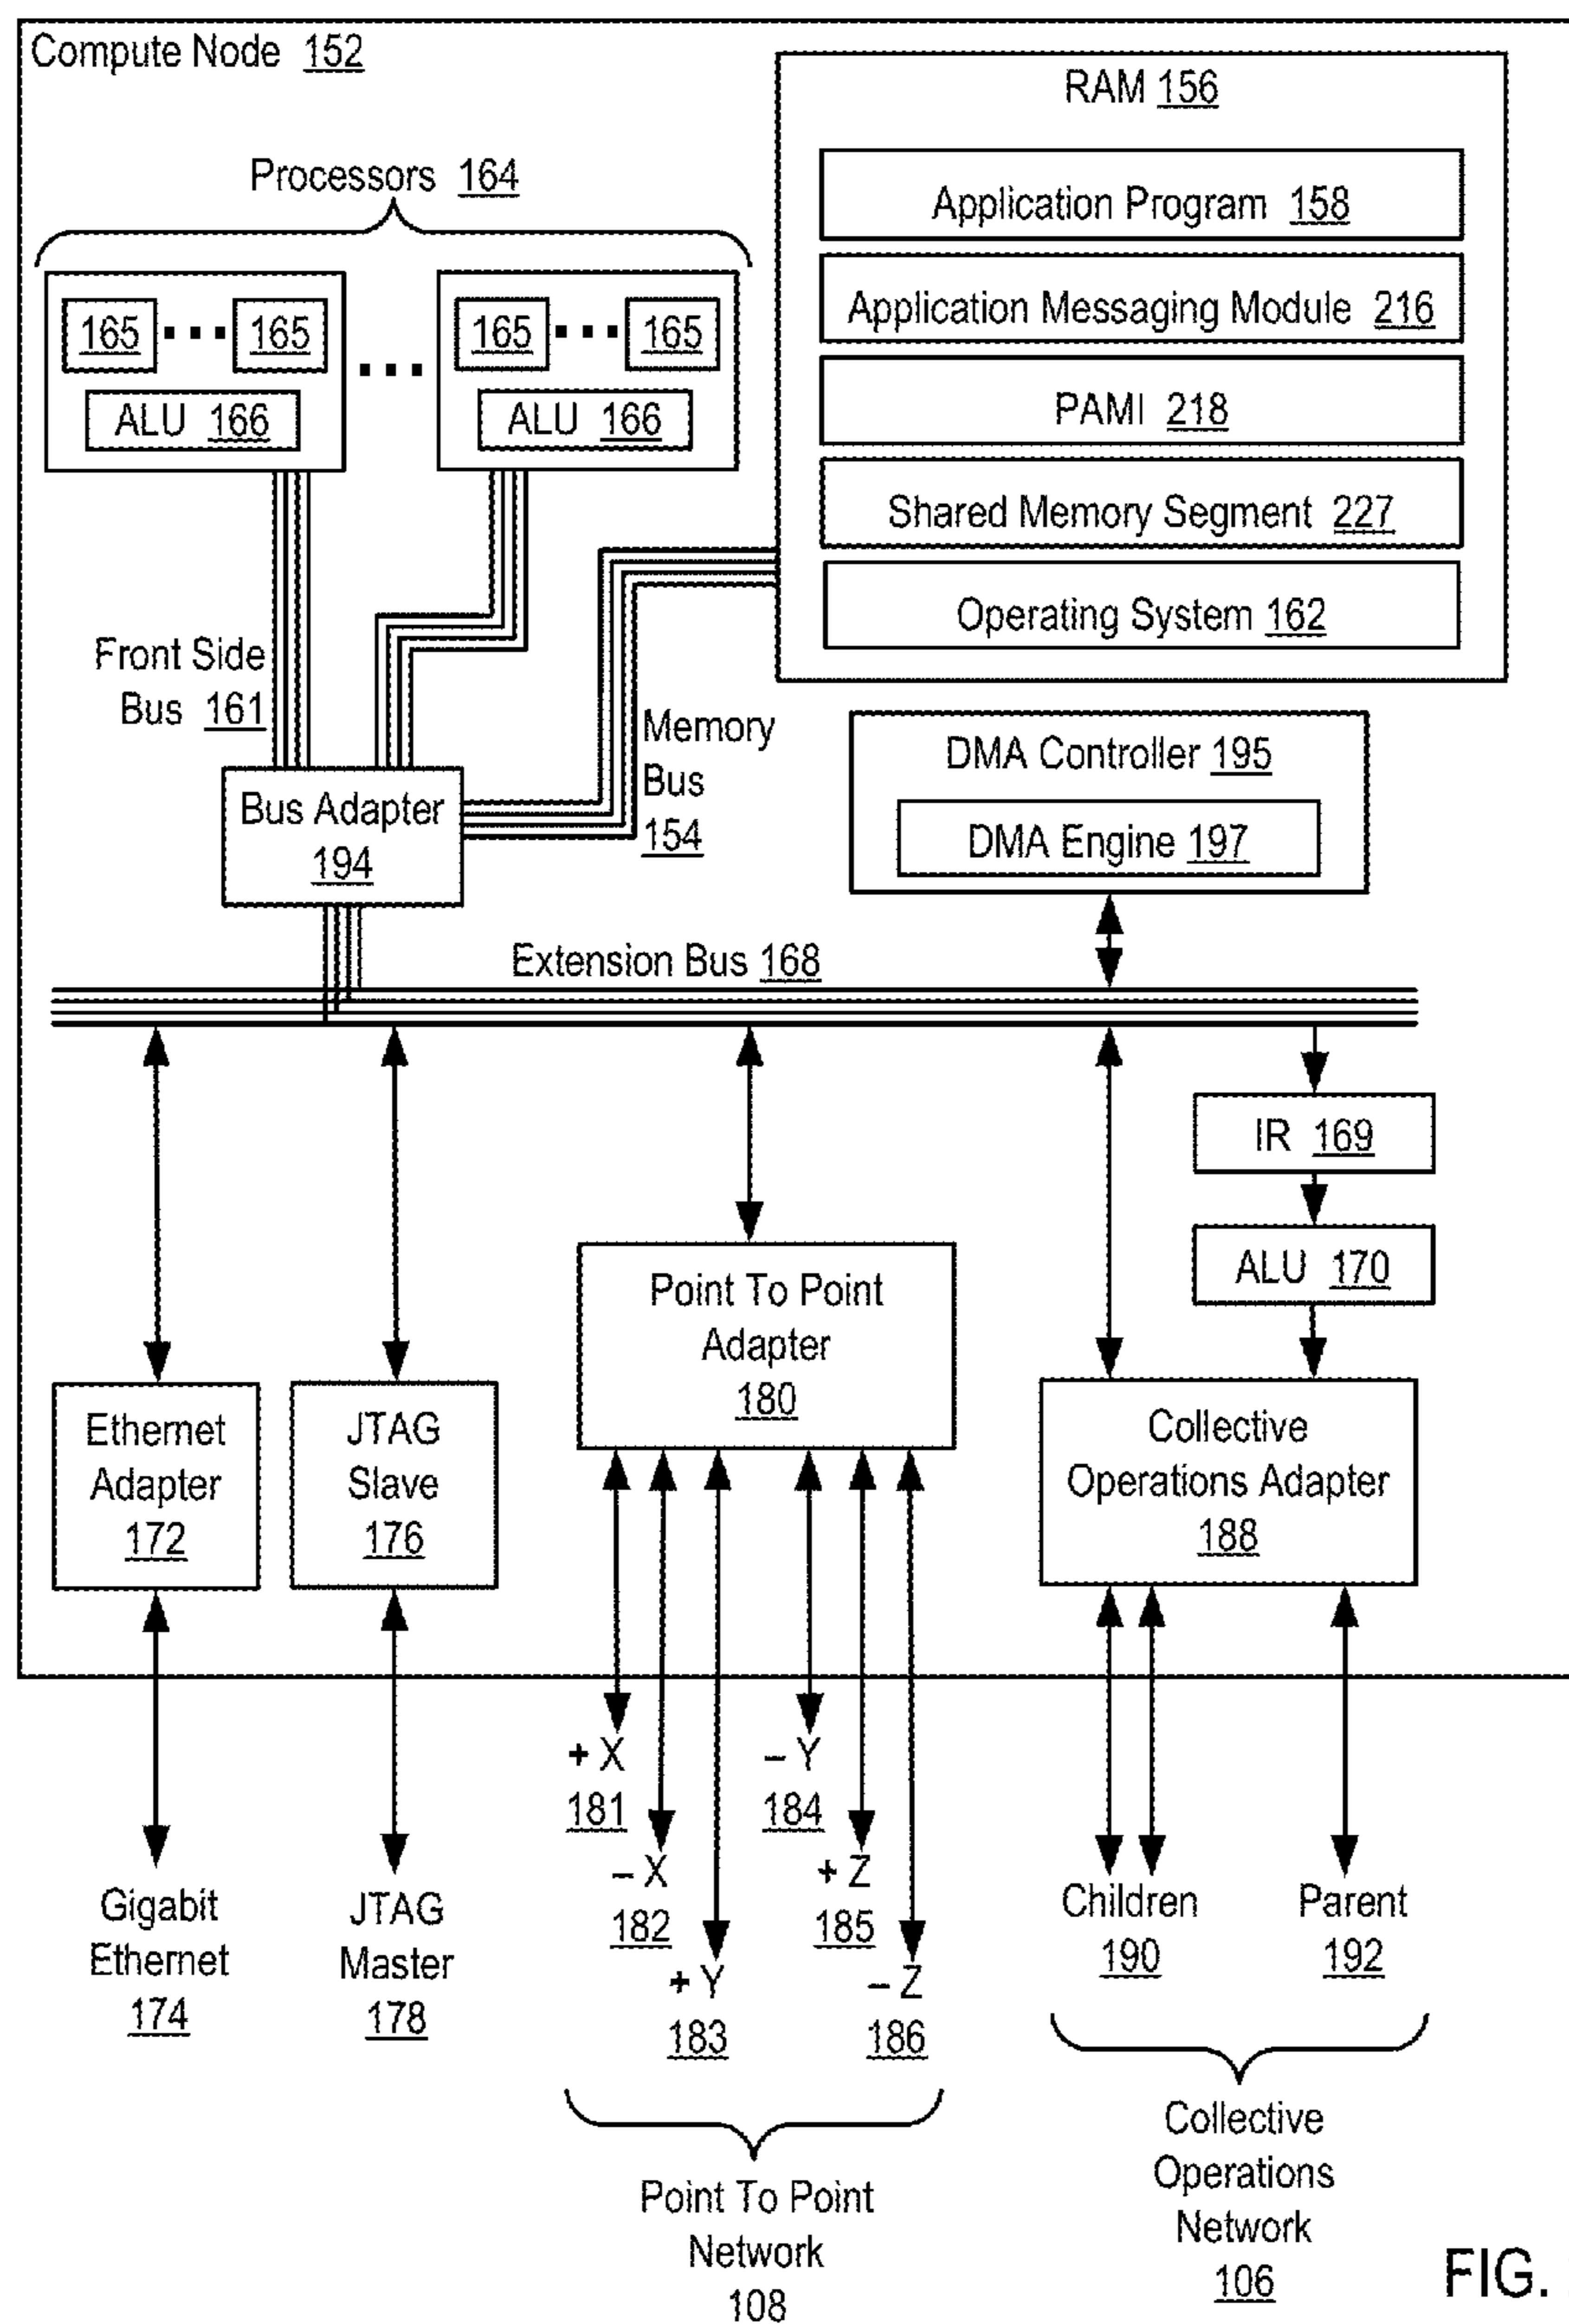 Compute Node 152
RAM 156
Processors 164
Application Program 158
165 ▪▪▪ 165
ALU 166
▪▪▪
165 ▪▪▪ 165
ALU 166
Application Messaging Module 216
PAMI 218
Shared Memory Segment 227
Operating System 162
Front Side
Bus 161
Memory
Bus
154
Bus Adapter
194
DMA Controller 195
DMA Engine 197
Extension Bus 168
IR 169
ALU 170
Point To Point
Adapter
180
Ethernet
Adapter
172
JTAG
Slave
176
Collective
Operations Adapter
188
+ X
181
– X
182
+ Y
183
– Y
184
+ Z
185
– Z
186
Gigabit
Ethernet
174
JTAG
Master
178
Children
190
Parent
192
Point To Point
Network
108
Collective
Operations
Network
106
FIG.